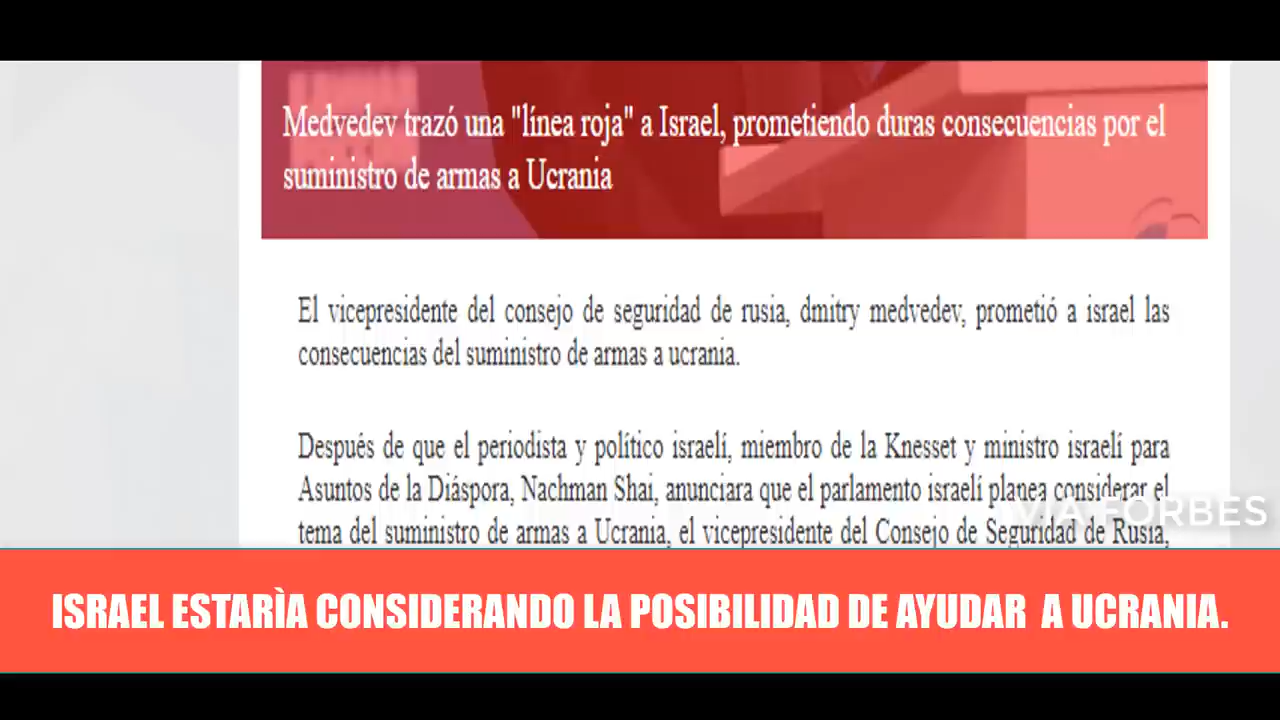 Medvedev trazó una "línea roja" a Israel, prometiendo duras consecuencias por el
suministro de armas a Ucrania
El vicepresidente del consejo de seguridad de rusia, dmitry medvedev, prometió a israel las
consecuencias del suministro de armas a ucrania.
Después de que el periodista y político israelí, miembro de la Knesset y ministro israelí para
Asuntos de la Diáspora, Nachman Shai, anunciara que el parlamento israelí planea considerar el
tema del suministro de armas a Ucrania, el vicepresidente del Consejo de Seguridad de Rusia,
VIA FORBES
ISRAEL ESTARÌA CONSIDERANDO LA POSIBILIDAD DE AYUDAR A UCRANIA.